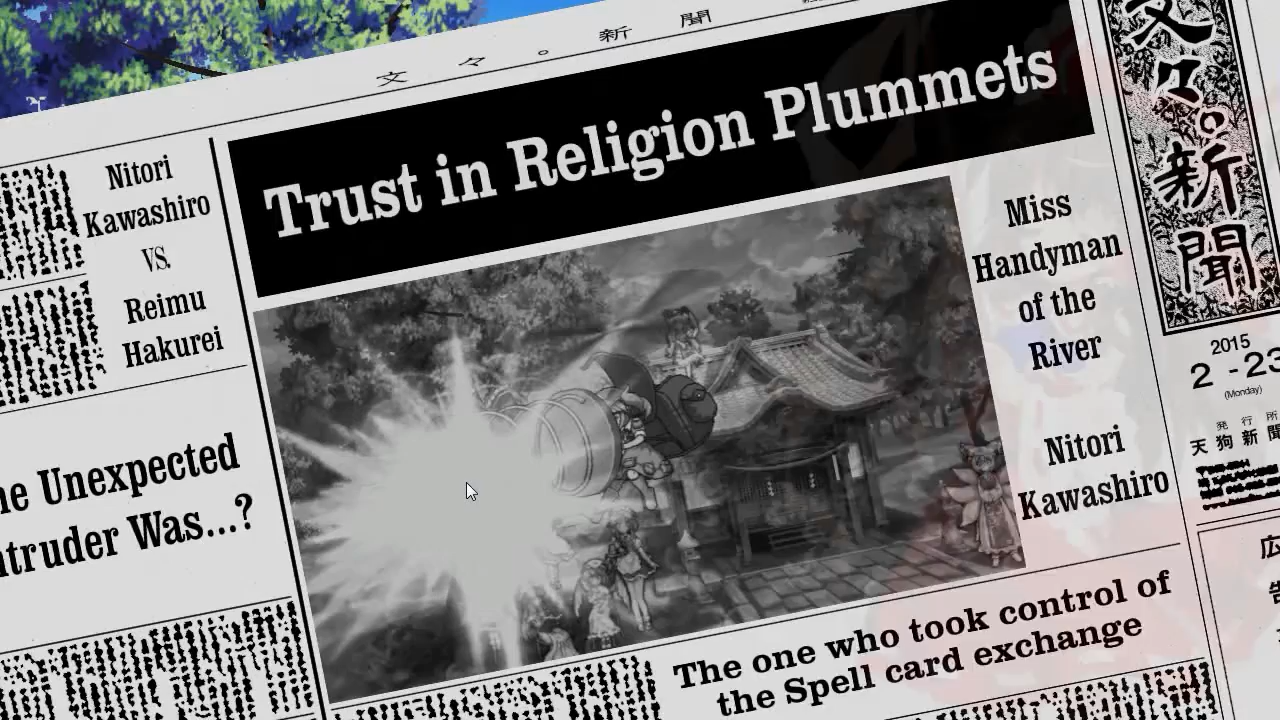 文々。新聞
Trust in Religion Plummets
Nitori
Kawashiro
VS.
Reimu
Hakurei
Miss
Handyman
of the
River
Nitori
Kawashiro
Unexpected
Was...?
The one who took control of
the Spell card exchange
文々。新聞
2015
2 -23
(Monday)
発行所
天狗新聞
広
告